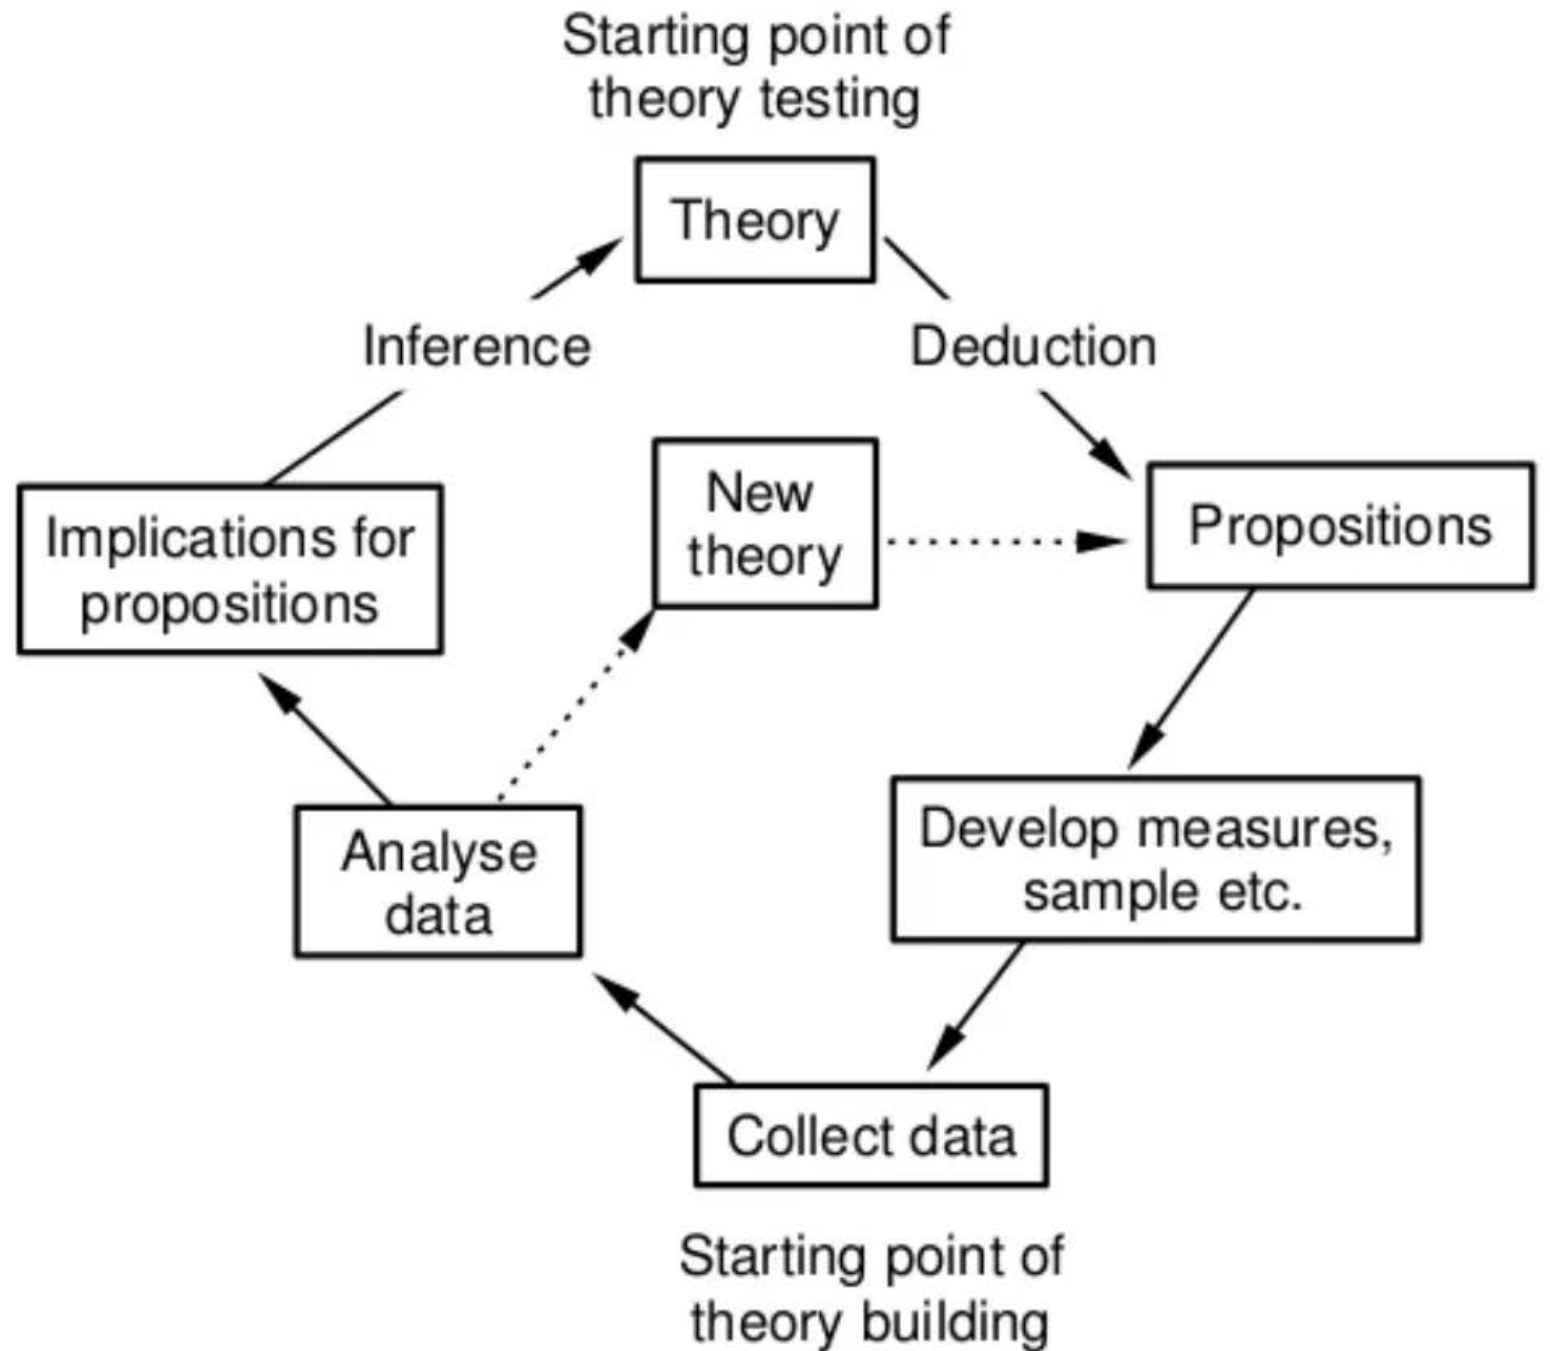 Starting point of
theory testing
Theory
Inference
Deduction
New
theory
Propositions
Implications for
propositions
Develop measures,
sample etc.
Analyse
data
Collect data
Starting point of
theory building